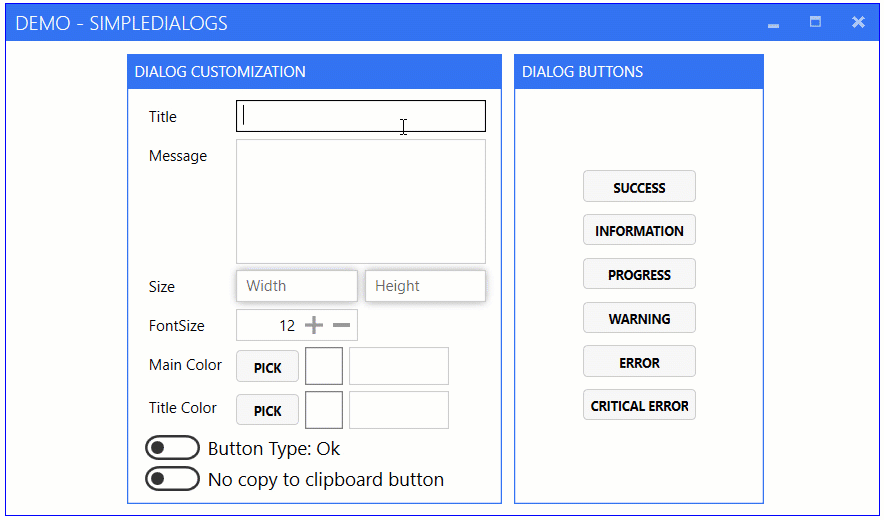 DEMO - SIMPLEDIALOGS
DIALOG CUSTOMIZATION
Title
Message
Size
Width
Height
FontSize
12
Main Color
PICK
Title Color
PICK
Button Type: Ok
No copy to clipboard button
DIALOG BUTTONS
SUCCESS
INFORMATION
PROGRESS
WARNING
ERROR
CRITICAL ERROR